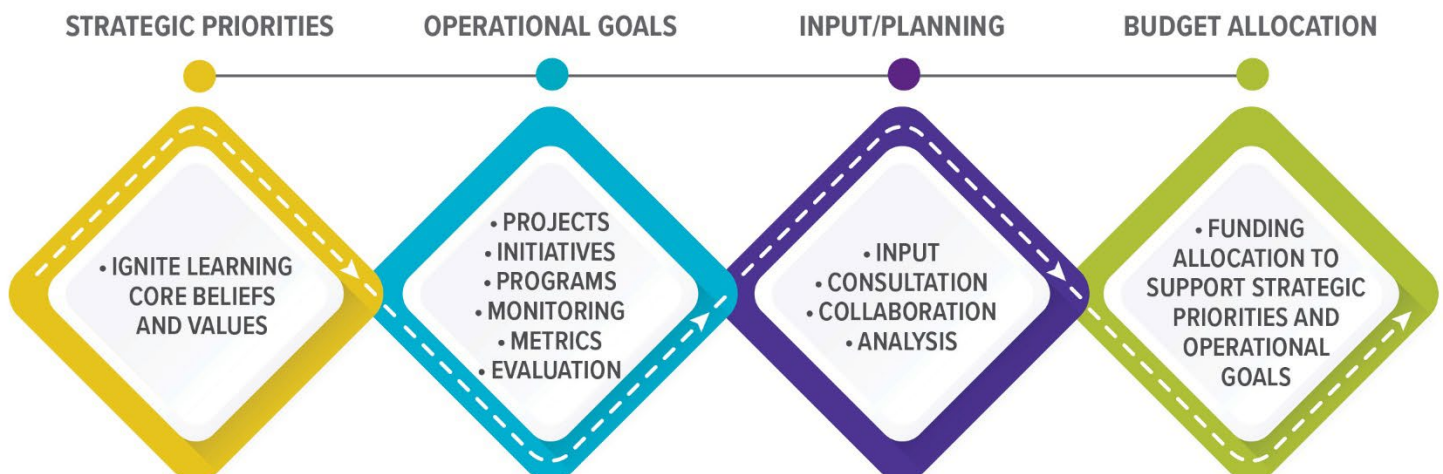 STRATEGIC PRIORITIES
OPERATIONAL GOALS
INPUT/PLANNING
BUDGET ALLOCATION
• IGNITE LEARNING
CORE BELIEFS
AND VALUES
• PROJECTS
• INITIATIVES
• PROGRAMS
• MONITORING
• METRICS
• EVALUATION
• INPUT
• CONSULTATION
• COLLABORATION
• ANALYSIS
• FUNDING
ALLOCATION TO
SUPPORT STRATEGIC
PRIORITIES AND
OPERATIONAL
GOALS